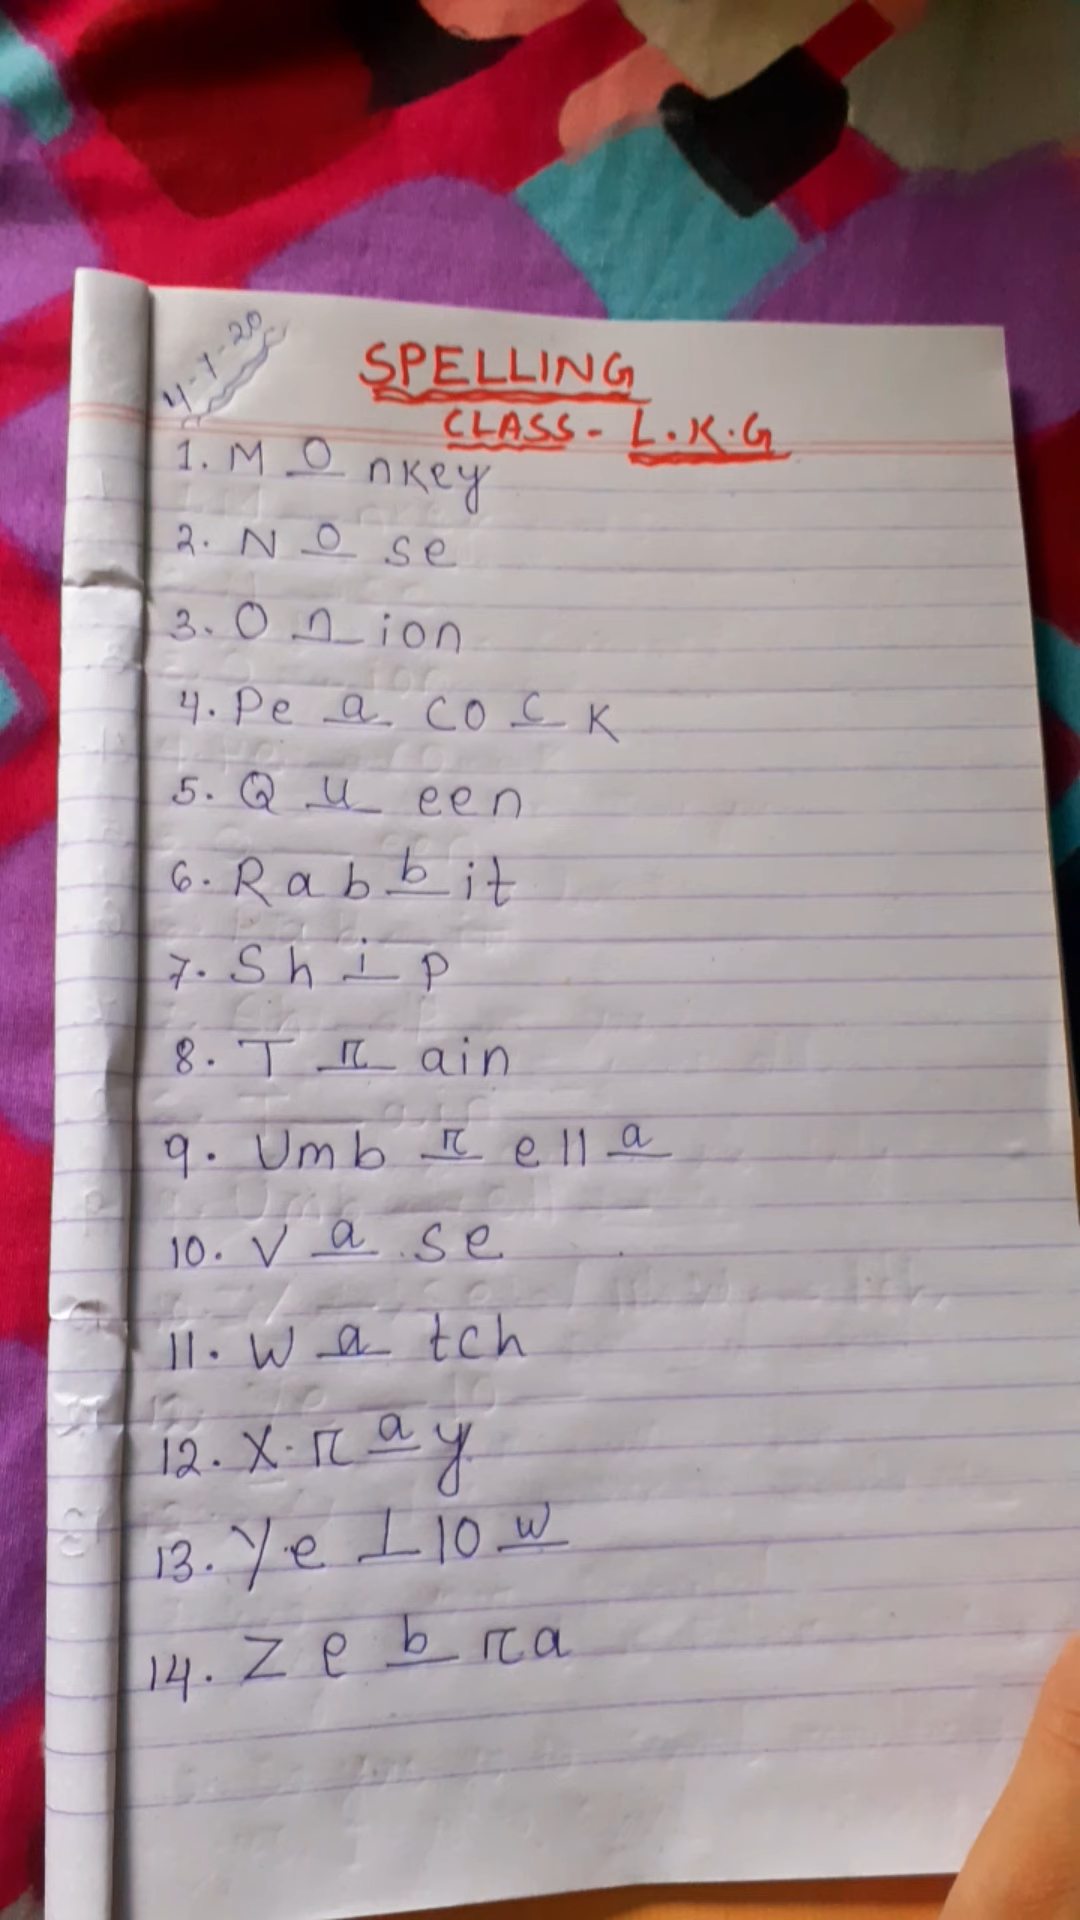 4-7-20
SPELLING
CLASS - L.K.G
1. M o nkey
2. N o se
3. O n ion
4. Pe a co c k
5. Q u een
6. Rab b it
7. Sh i p
8. T r ain
9. Umb r ell a
10. V a se
11. W a tch
12. X-r a y
13. Ye l lo w
14. Z e b ra